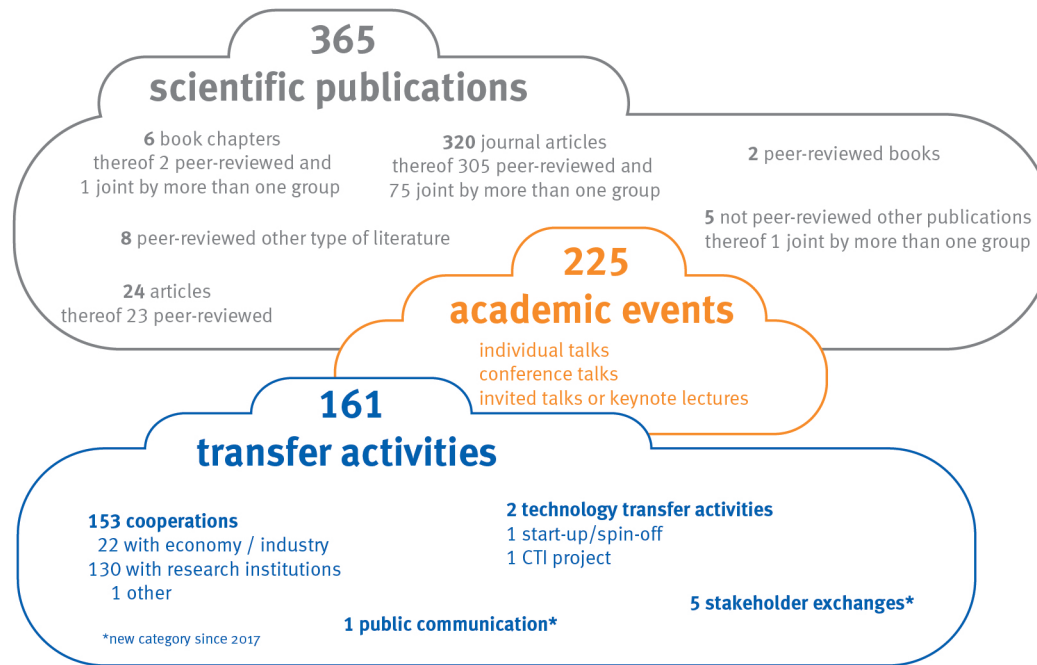 365
scientific publications
6 book chapters
thereof 2 peer-reviewed and
1 joint by more than one group
320 journal articles
thereof 305 peer-reviewed and
75 joint by more than one group
2 peer-reviewed books
8 peer-reviewed other type of literature
5 not peer-reviewed other publications
thereof 1 joint by more than one group
24 articles
thereof 23 peer-reviewed
225
academic events
individual talks
conference talks
invited talks or keynote lectures
161
transfer activities
153 cooperations
22 with economy / industry
130 with research institutions
1 other
2 technology transfer activities
1 start-up/spin-off
1 CTI project
5 stakeholder exchanges*
1 public communication*
*new category since 2017